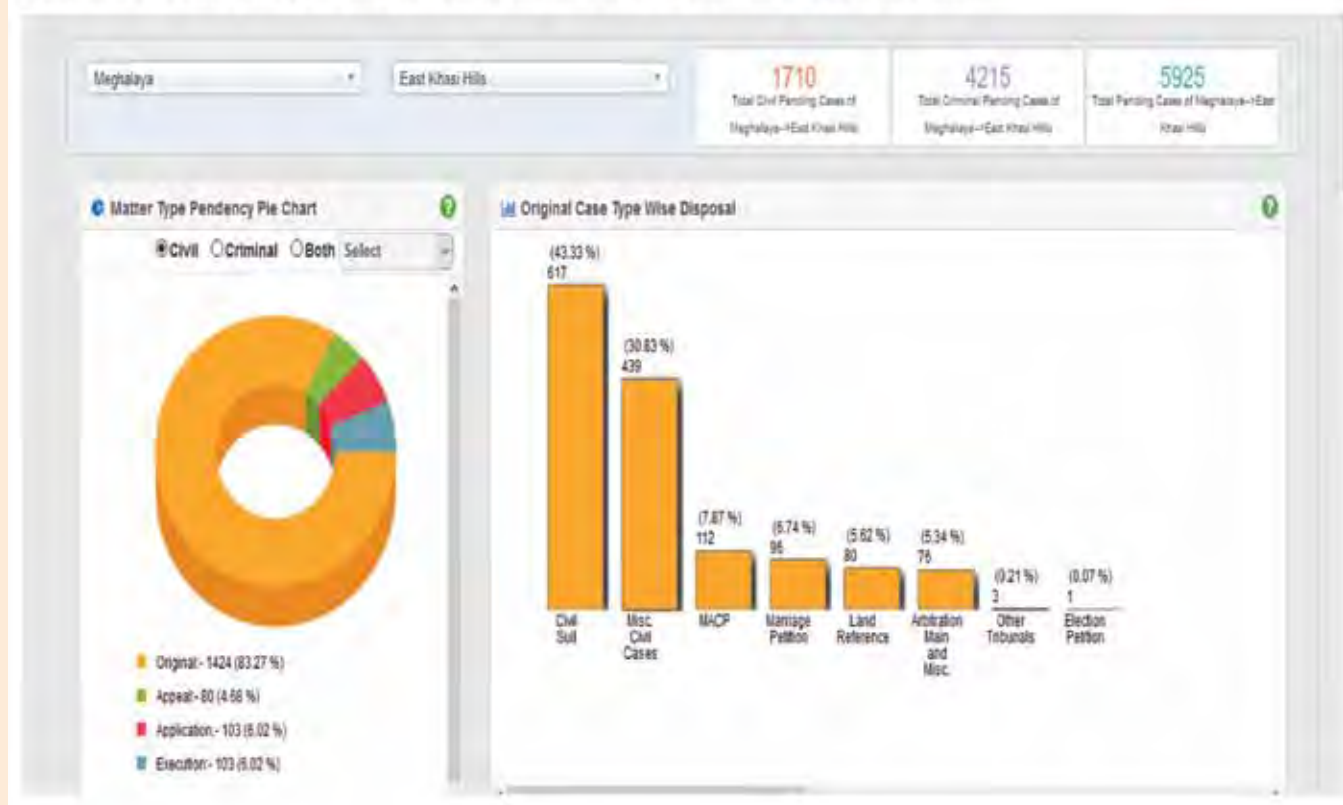 Meghalaya
East Khasi Hills
1710
Total Civil Pending Cases of
Meghalaya-->East Khasi Hills
4215
Total Criminal Pending Cases of
Meghalaya-->East Khasi Hills
5925
Total Pending Cases of Meghalaya-->East
Khasi Hills
Matter Type Pendency Pie Chart
Civil Criminal Both Select
Original:- 1424 (83.27 %)
Appeal:- 80 (4.68 %)
Application:- 103 (6.02 %)
Execution:- 103 (6.02 %)
Original Case Type Wise Disposal
(43.33 %)
617
(30.83 %)
439
(7.87 %)
112
(6.74 %)
96
(5.62 %)
80
(5.34 %)
76
(0.21 %)
3
(0.07 %)
1
Civil
Suit
Misc.
Civil
Cases
MACP
Marriage
Petition
Land
Reference
Arbitration
Main
and
Misc.
Other
Tribunals
Election
Petition